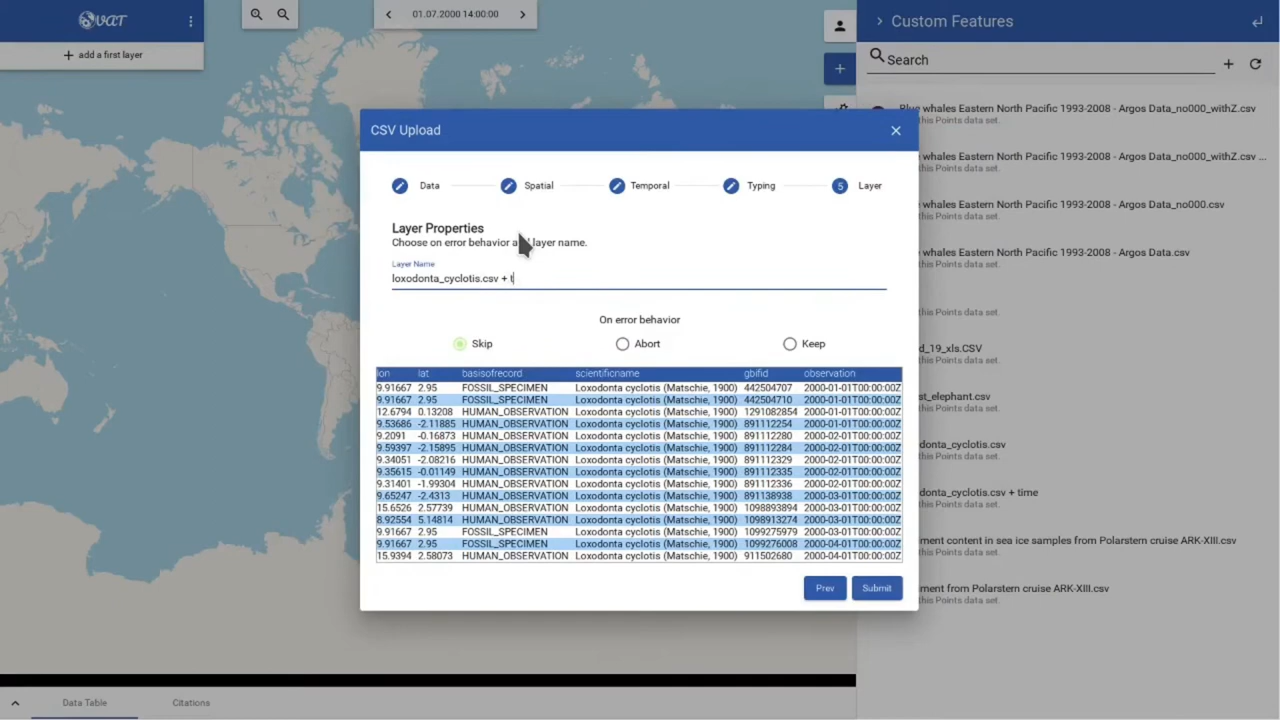 VAT
01.07.2000 14:00:00
Custom Features
add a first layer
Search
CSV Upload
Data
Spatial
Temporal
Typing
5
Layer
Layer Properties
Choose on error behavior layer name.
Layer Name
loxodonta_cyclotis.csv + t
On error behavior
Skip
Abort
Keep
lon lat basisofrecord scientificname gbifid observation
9.91667 2.95 FOSSIL_SPECIMEN Loxodonta cyclotis (Matschie, 1900) 442504707 2000-01-01T00:00:00Z
9.91667 2.95 FOSSIL_SPECIMEN Loxodonta cyclotis (Matschie, 1900) 442504710 2000-01-01T00:00:00Z
12.6794 0.13208 HUMAN_OBSERVATION Loxodonta cyclotis (Matschie, 1900) 1291082854 2000-01-01T00:00:00Z
9.53686 -2.11885 HUMAN_OBSERVATION Loxodonta cyclotis (Matschie, 1900) 891112254 2000-01-01T00:00:00Z
9.2091 -0.16873 HUMAN_OBSERVATION Loxodonta cyclotis (Matschie, 1900) 891112280 2000-02-01T00:00:00Z
9.59397 -2.15895 HUMAN_OBSERVATION Loxodonta cyclotis (Matschie, 1900) 891112284 2000-02-01T00:00:00Z
9.34051 -2.08216 HUMAN_OBSERVATION Loxodonta cyclotis (Matschie, 1900) 891112329 2000-02-01T00:00:00Z
9.35615 -0.01149 HUMAN_OBSERVATION Loxodonta cyclotis (Matschie, 1900) 891112335 2000-02-01T00:00:00Z
9.31401 -1.99304 HUMAN_OBSERVATION Loxodonta cyclotis (Matschie, 1900) 891112336 2000-02-01T00:00:00Z
9.65247 -2.4313 HUMAN_OBSERVATION Loxodonta cyclotis (Matschie, 1900) 891138938 2000-03-01T00:00:00Z
15.6526 2.57739 HUMAN_OBSERVATION Loxodonta cyclotis (Matschie, 1900) 1098893894 2000-03-01T00:00:00Z
8.92554 5.14814 HUMAN_OBSERVATION Loxodonta cyclotis (Matschie, 1900) 1098913274 2000-03-01T00:00:00Z
9.91667 2.95 FOSSIL_SPECIMEN Loxodonta cyclotis (Matschie, 1900) 1099275979 2000-03-01T00:00:00Z
9.91667 2.95 FOSSIL_SPECIMEN Loxodonta cyclotis (Matschie, 1900) 1099276008 2000-04-01T00:00:00Z
15.9394 2.58073 HUMAN_OBSERVATION Loxodonta cyclotis (Matschie, 1900) 911502680 2000-04-01T00:00:00Z
Prev
Submit
whales Eastern North Pacific 1993-2008 - Argos Data_no000_withZ.csv
this Points data set.
whales Eastern North Pacific 1993-2008 - Argos Data_no000_withZ.csv ...
this Points data set.
whales Eastern North Pacific 1993-2008 - Argos Data_no000.csv
this Points data set.
whales Eastern North Pacific 1993-2008 - Argos Data.csv
this Points data set.
this Points data set.
d_19_xls.CSV
this Points data set.
st_elephant.csv
this Points data set.
donta_cyclotis.csv
this Points data set.
donta_cyclotis.csv + time
this Points data set.
ment content in sea ice samples from Polarstern cruise ARK-XIII.csv
this Points data set.
ment from Polarstern cruise ARK-XIII.csv
this Points data set.
Data Table
Citations